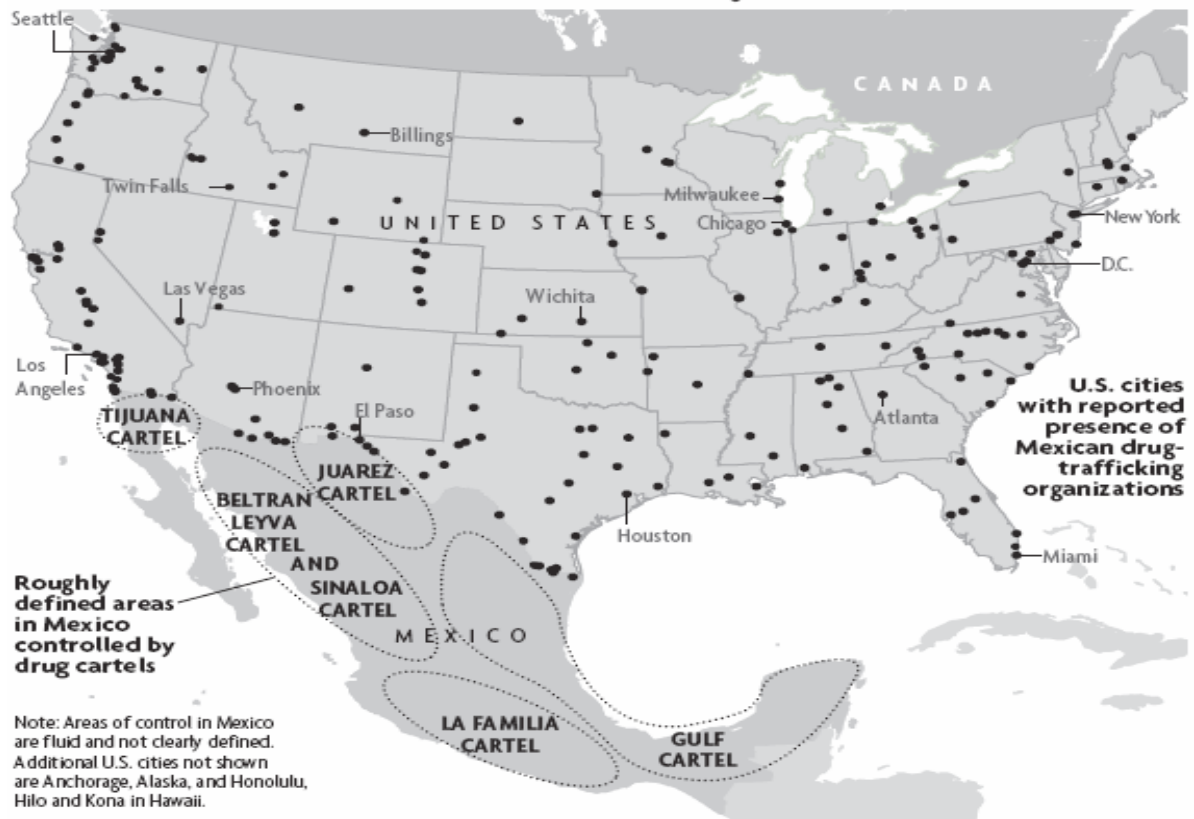 Seattle
CANADA
Billings
Twin Falls
Milwaukee
UNITED STATES
Chicago
New York
D.C.
Las Vegas
Wichita
Los
Angeles
Phoenix
El Paso
Atlanta
U.S. cities
with reported
presence of
Mexican drug-
trafficking
organizations
TIJUANA
CARTEL
JUAREZ
CARTEL
BELTRAN
LEYVA
CARTEL
AND
SINALOA
CARTEL
Houston
Miami
Roughly
defined areas
in Mexico
controlled by
drug cartels
MEXICO
LA FAMILIA
CARTEL
GULF
CARTEL
Note: Areas of control in Mexico
are fluid and not clearly defined.
Additional U.S. cities not shown
are Anchorage, Alaska, and Honolulu,
Hilo and Kona in Hawaii.